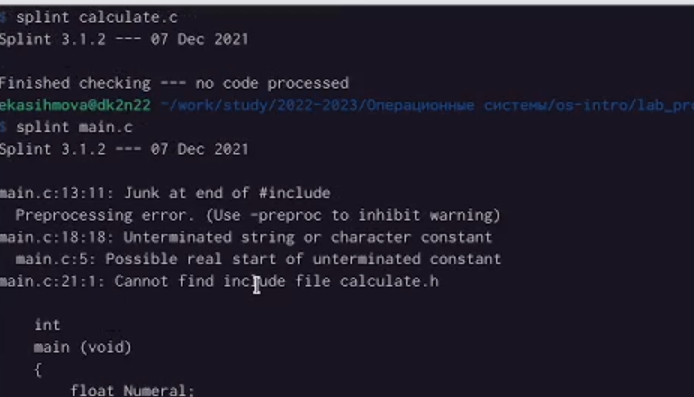 $ splint calculate.c
Splint 3.1.2 --- 07 Dec 2021
Finished checking --- no code processed
ekasihmova@dk2n22 ~/work/study/2022-2023/Операционные системы/os-intro/lab_pr
$ splint main.c
Splint 3.1.2 --- 07 Dec 2021
main.c:13:11: Junk at end of #include
Preprocessing error. (Use -preproc to inhibit warning)
main.c:18:18: Unterminated string or character constant
main.c:5: Possible real start of unterminated constant
main.c:21:1: Cannot find include file calculate.h
int
main (void)
{
float Numeral;